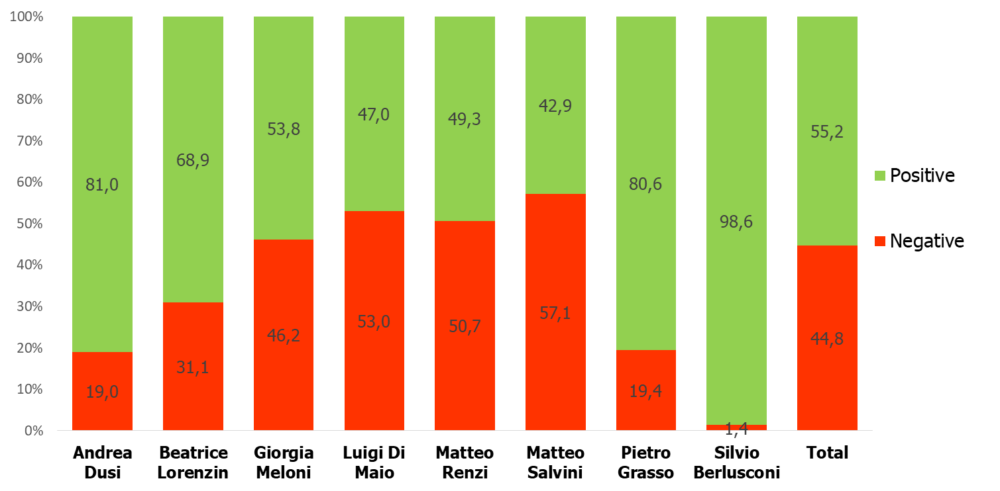 100%
90%
80%
70%
60%
50%
40%
30%
20%
10%
0%
81,0
68,9
53,8
47,0
49,3
42,9
80,6
98,6
55,2
19,0
31,1
46,2
53,0
50,7
57,1
19,4
1,4
44,8
Andrea
Dusi
Beatrice
Lorenzin
Giorgia
Meloni
Luigi Di
Maio
Matteo
Renzi
Matteo
Salvini
Pietro
Grasso
Silvio
Berlusconi
Total
Positive
Negative